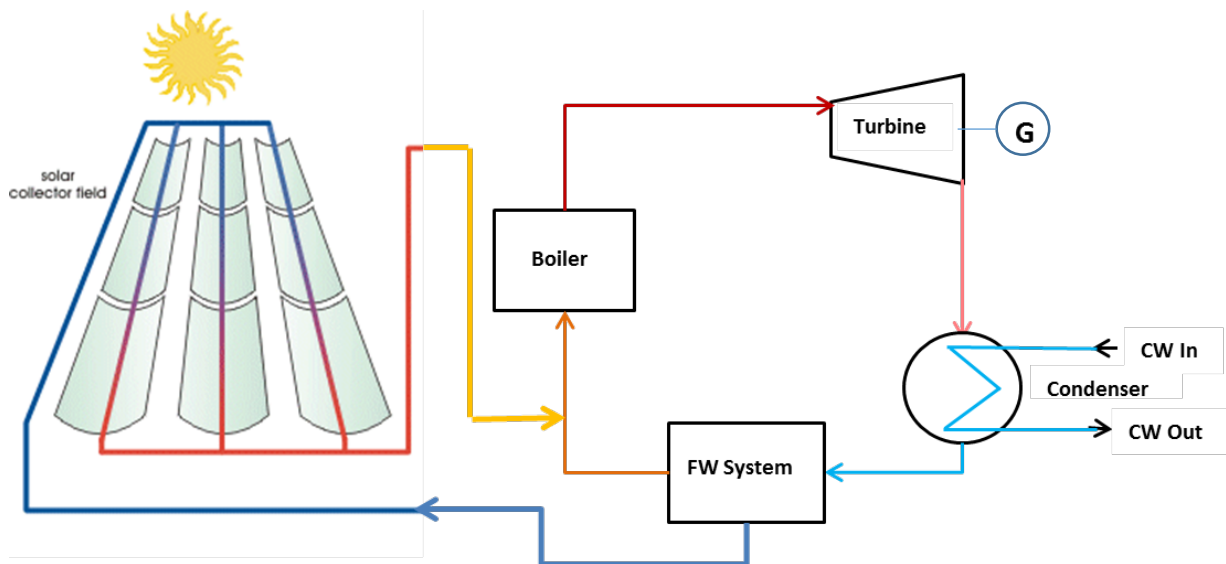 solar
collector field
Turbine
G
Boiler
CW In
Condenser
CW Out
FW System